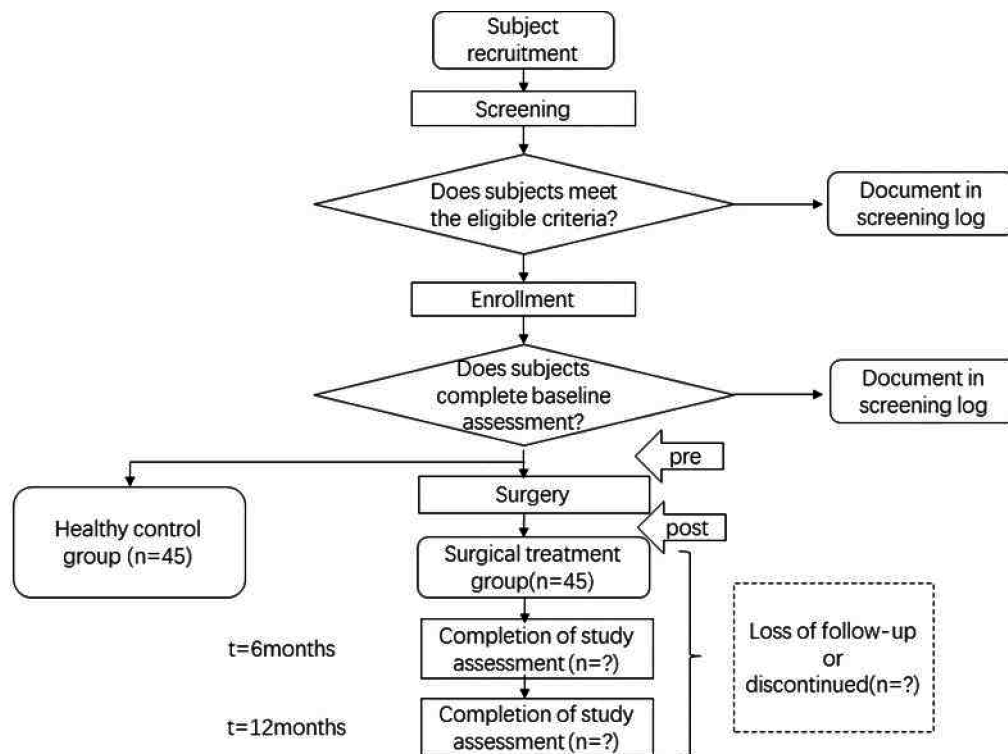 Subject
recruitment
Screening
Does subjects meet
the eligible criteria?
Document in
screening log
Enrollment
Does subjects
complete baseline
assessment?
Document in
screening log
pre
Surgery
post
Healthy control
group (n=45)
Surgical treatment
group(n=45)
t=6months
Completion of study
assessment (n=?)
Loss of follow-up
or
discontinued(n=?)
t=12months
Completion of study
assessment (n=?)